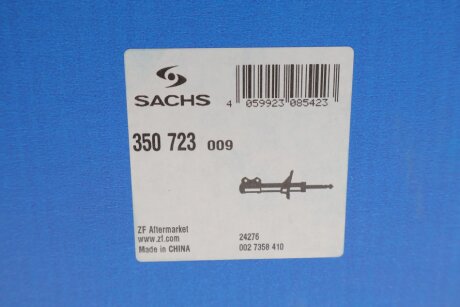 SACHS
4 059923 085423
350 723 009
ZF Aftermarket
www.zf.com
Made in CHINA
24276
002 7358 410